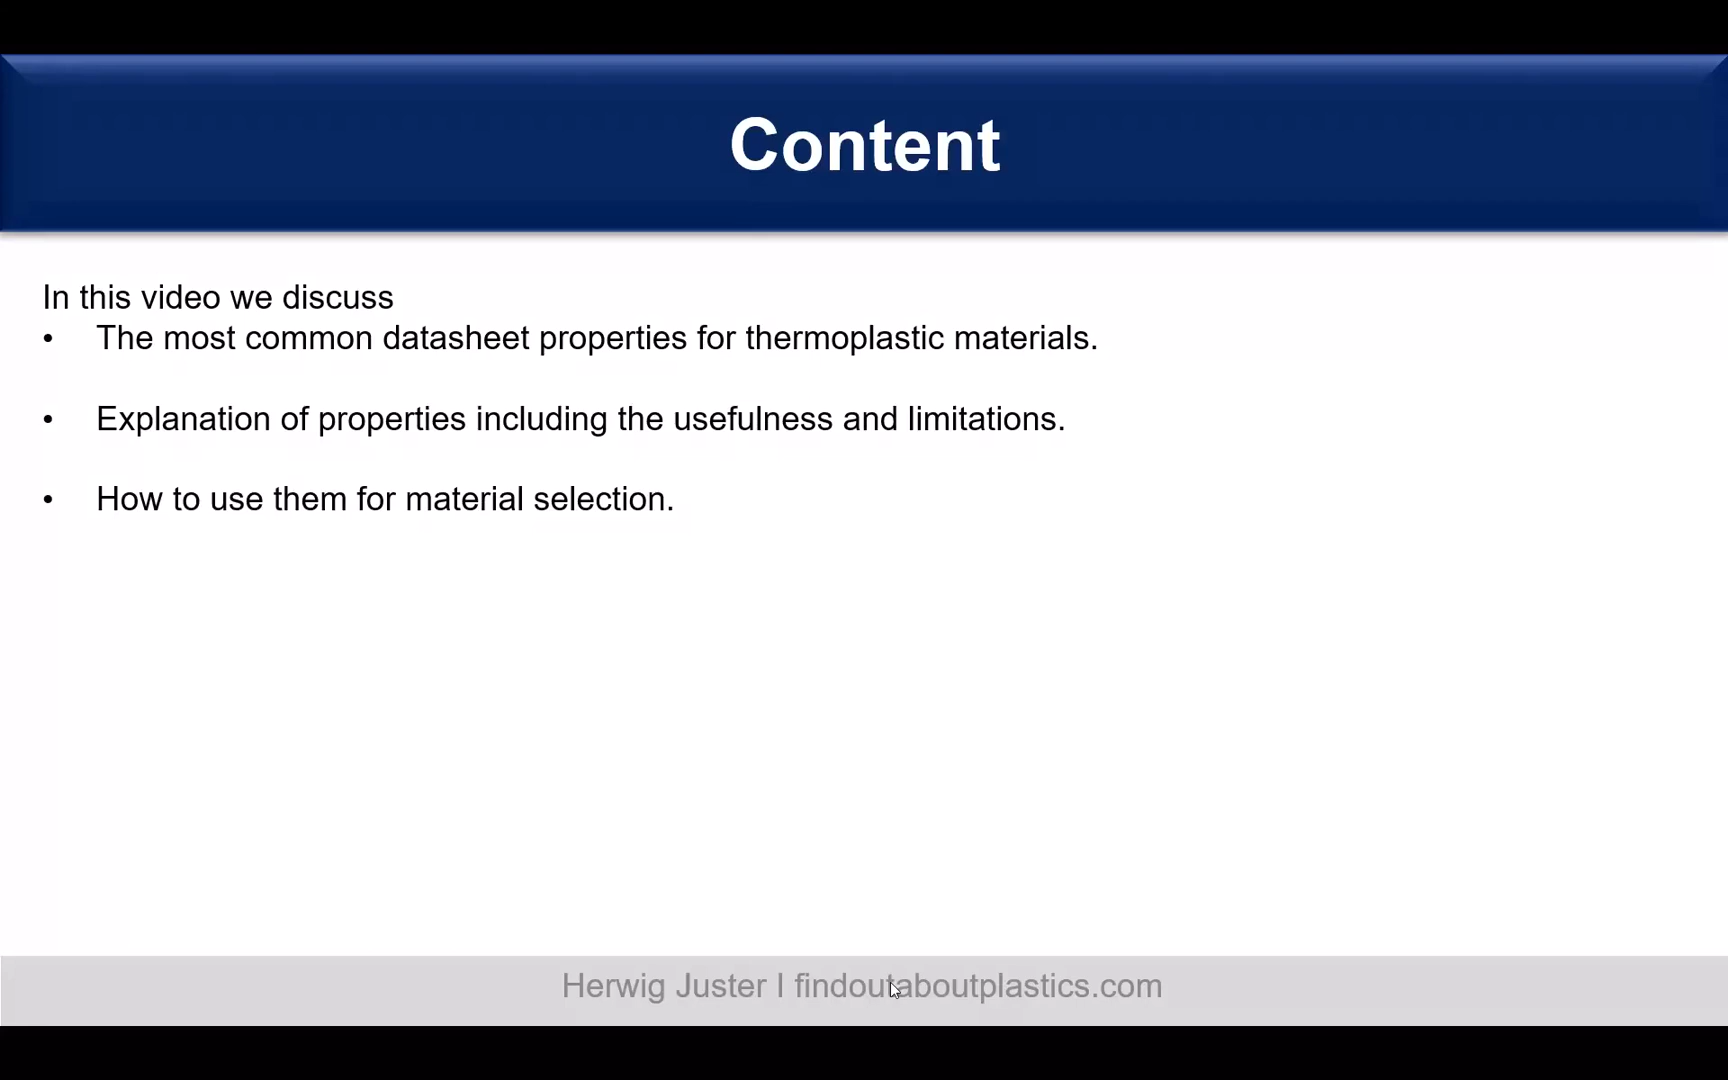 Content
In this video we discuss
• The most common datasheet properties for thermoplastic materials.
• Explanation of properties including the usefulness and limitations.
• How to use them for material selection.
Herwig Juster I findoutaboutplastics.com